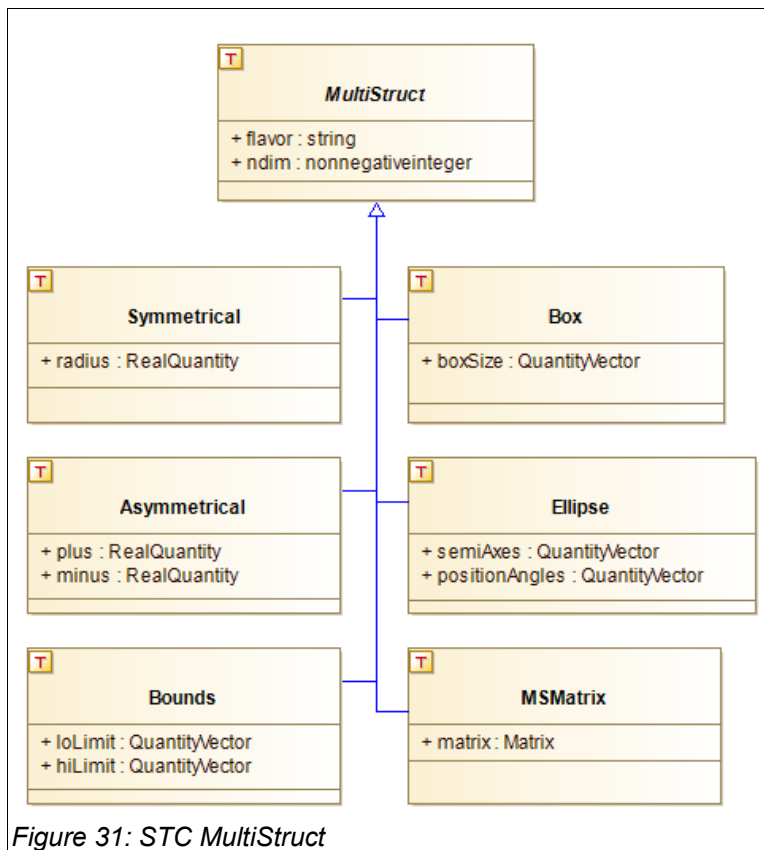 T
MultiStruct
+ flavor : string
+ ndim : nonnegativeinteger
T
Symmetrical
+ radius : RealQuantity
T
Box
+ boxSize : QuantityVector
T
Asymmetrical
+ plus : RealQuantity
+ minus : RealQuantity
T
Ellipse
+ semiAxes : QuantityVector
+ positionAngles : QuantityVector
T
Bounds
+ loLimit : QuantityVector
+ hiLimit : QuantityVector
T
MSMatrix
+ matrix : Matrix
Figure 31: STC MultiStruct